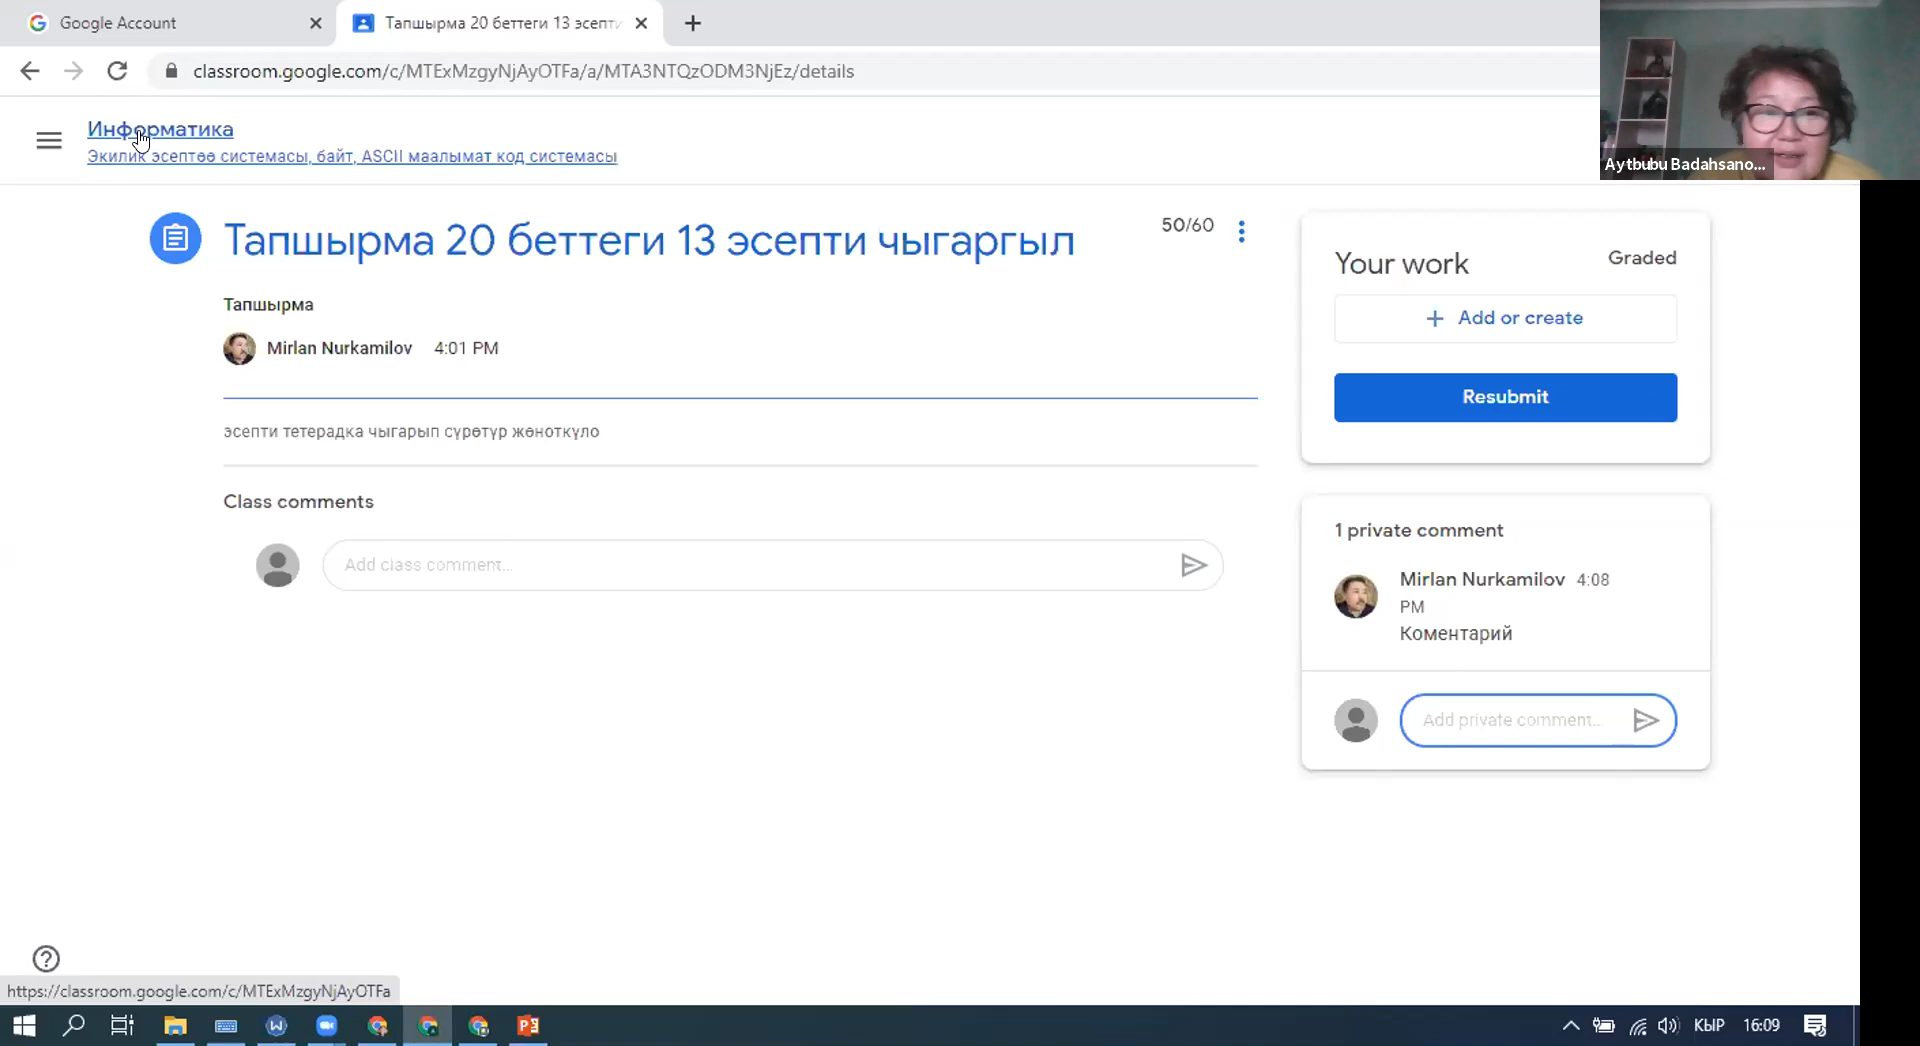 Google Account
Тапшырма 20 беттеги 13 эсепти
classroom.google.com/c/MTExMzgyNjAyOTFa/a/MTA3NTQzODM3NjEz/details
Информатика
Экилик эсептөө системасы, байт, ASCII маалымат код системасы
Aytbubu Badahsano...
Тапшырма 20 беттеги 13 эсепти чыгаргыл
50/60
Тапшырма
Mirlan Nurkamilov 4:01 PM
эсепти тетерадка чыгарып сүрөтүр жөноткүло
Class comments
Add class comment...
Your work
Graded
Add or create
Resubmit
1 private comment
Mirlan Nurkamilov 4:08
PM
Коментарий
Add private comment...
https://classroom.google.com/c/MTExMzgyNjAyOTFa
КЫР
16:09